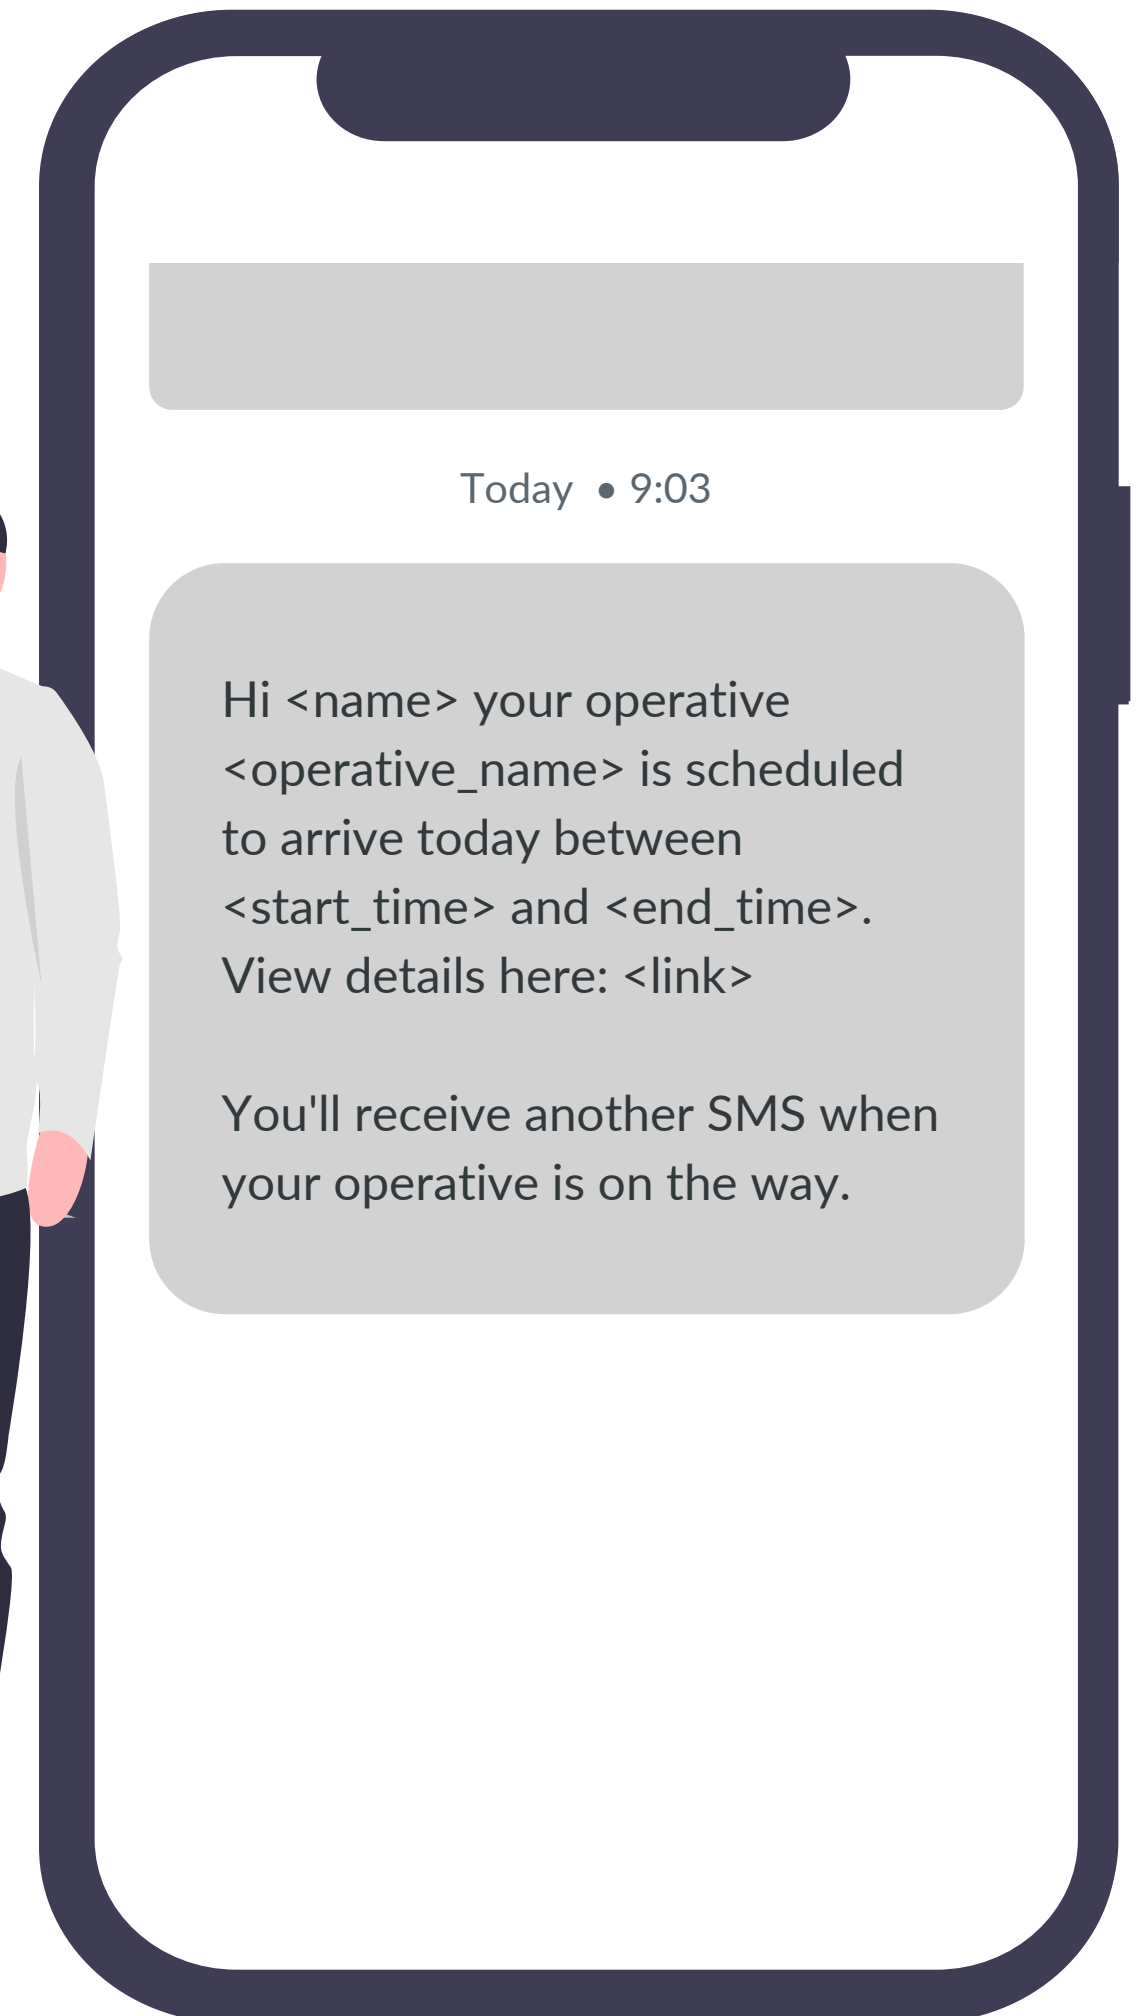 Today • 9:03
Hi <name> your operative
<operative_name> is scheduled
to arrive today between
<start_time> and <end_time>.
View details here: <link>
You'll receive another SMS when
your operative is on the way.